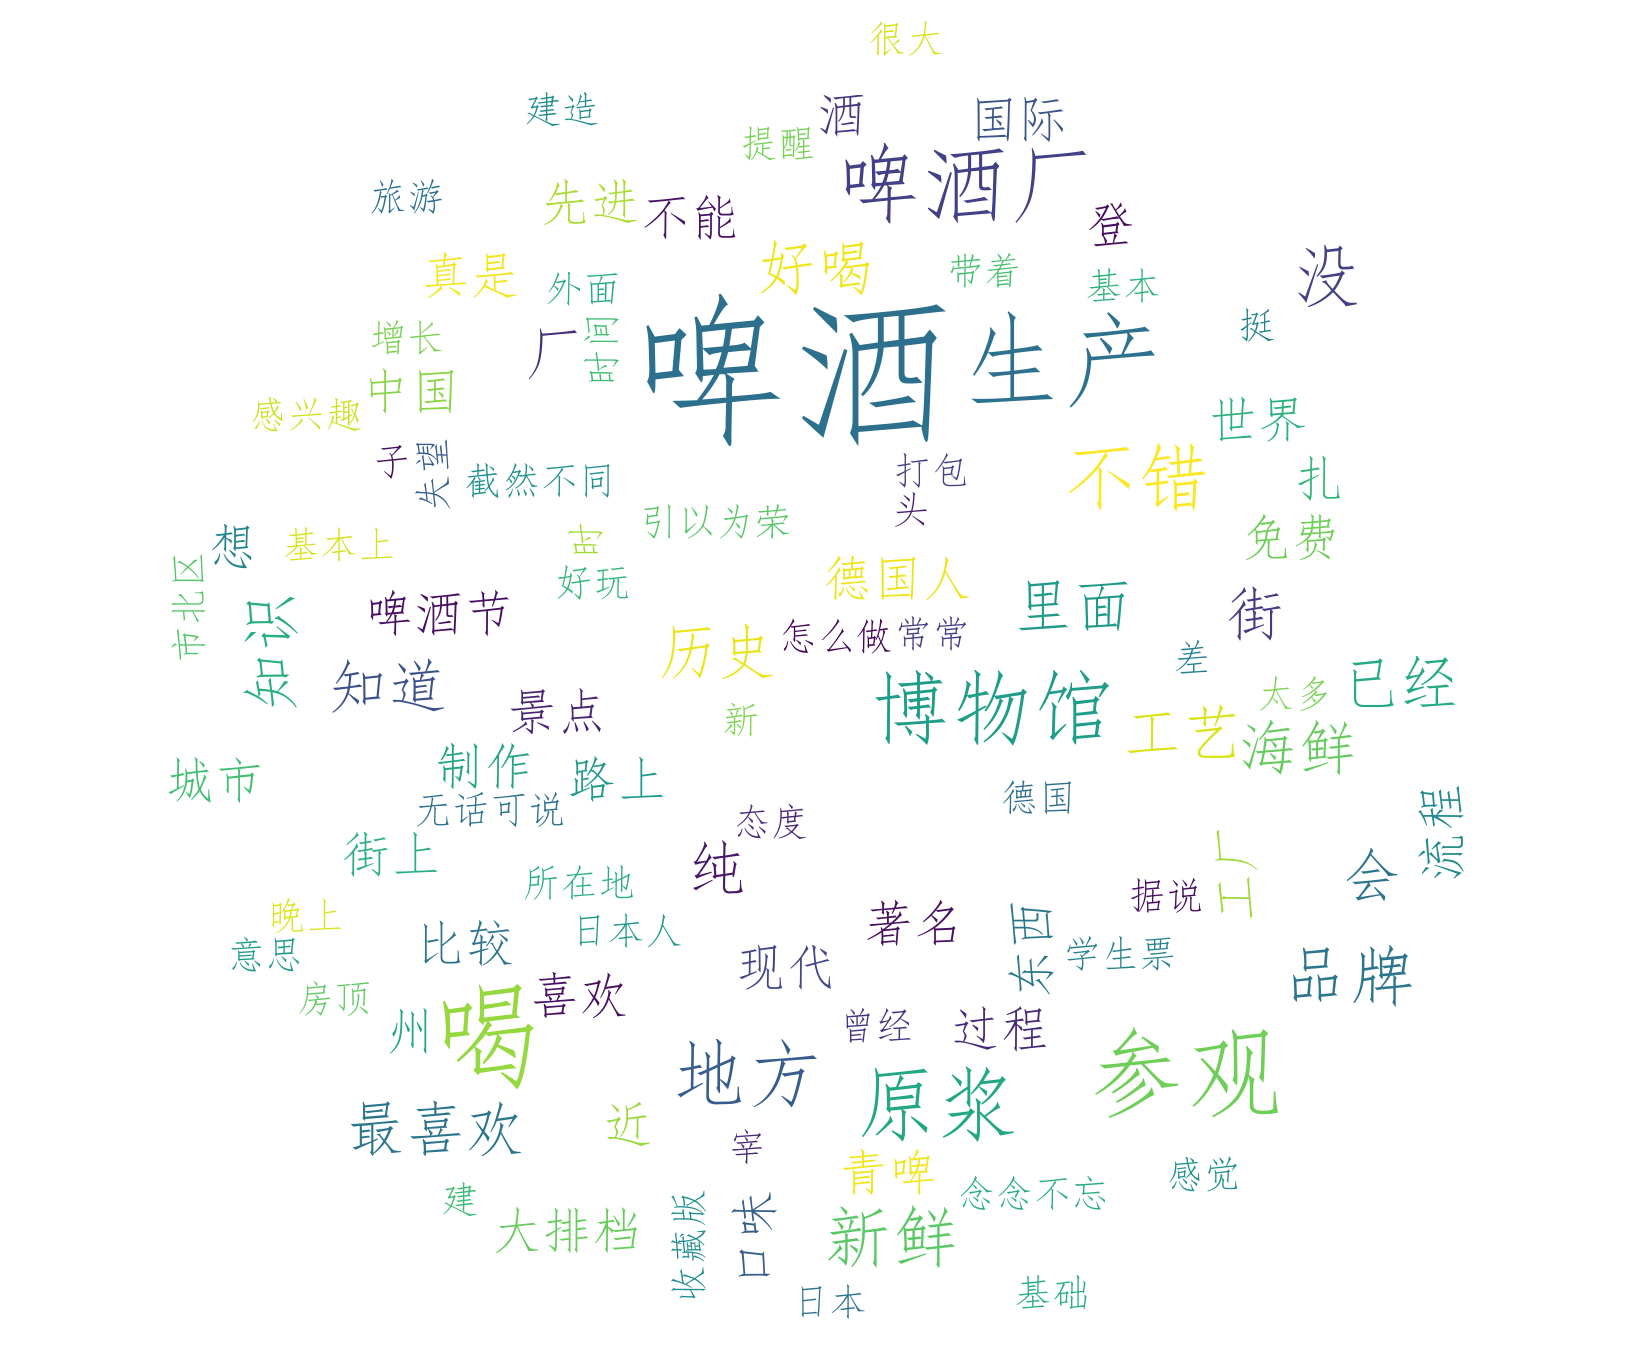 很大
建造
酒
国际
提醒
啤酒厂
旅游
先进
不能
登
真是
外面
好喝
带着
基本
没
增长
厂
时间
啤酒
生产
挺
中国
感兴趣
世界
子
失望
截然不同
打包
不错
扎
头
引以为荣
免费
想
基本上
时
市北区
知识
啤酒节
好玩
德国人
里面
街
历史
怎么做
常常
差
知道
景点
新
博物馆
太多
已经
工艺
海鲜
城市
制作
路上
德国
无话可说
态度
流程
街上
所在地
纯
工厂
据说
会
晚上
意思
比较
日本人
著名
东西
学生票
房顶
喜欢
现代
品牌
州
喝
地方
曾经
过程
参观
最喜欢
近
原浆
宰
青啤
感觉
建
大排档
收藏版
口味
念念不忘
新鲜
日本
基础